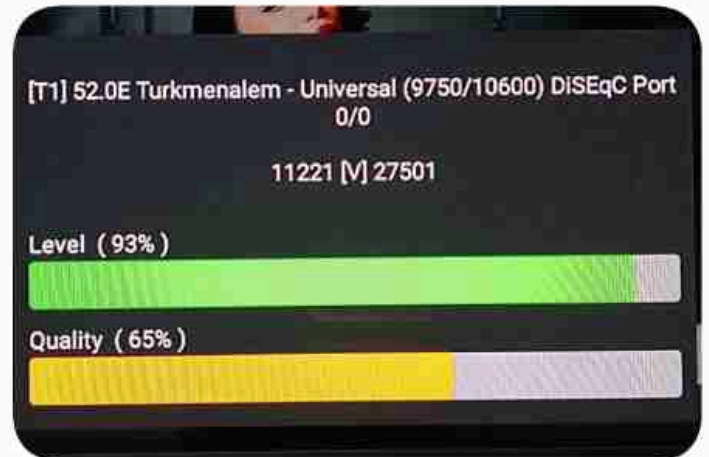 [T1] 52.0E Turkmenalem - Universal (9750/10600) DiSEqC Port
0/0
11221 [V] 27501
Level ( 93% )
Quality ( 65% )